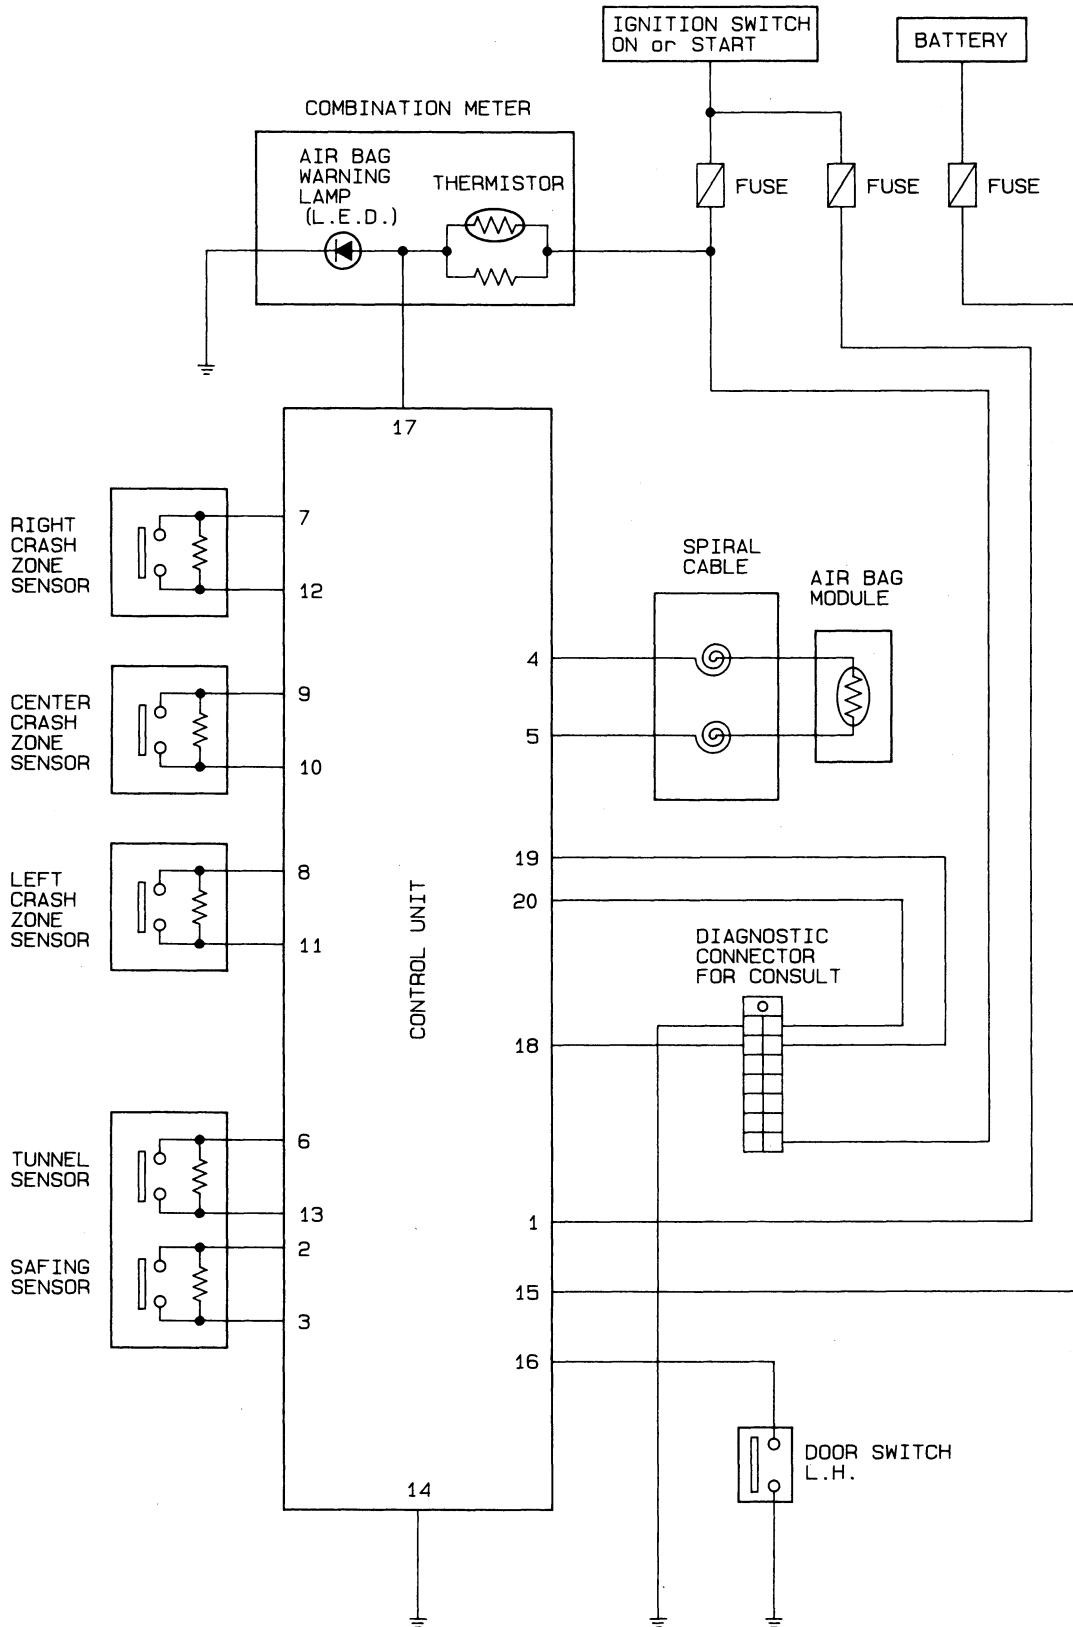 IGNITION SWITCH
ON or START
BATTERY
COMBINATION METER
AIR BAG
WARNING
LAMP
(L.E.D.)
THERMISTOR
FUSE
FUSE
FUSE
17
RIGHT
CRASH
ZONE
SENSOR
7
12
SPIRAL
CABLE
AIR BAG
MODULE
4
5
CENTER
CRASH
ZONE
SENSOR
9
10
LEFT
CRASH
ZONE
SENSOR
8
11
CONTROL UNIT
19
20
DIAGNOSTIC
CONNECTOR
FOR CONSULT
18
TUNNEL
SENSOR
6
13
SAFING
SENSOR
2
3
1
15
16
DOOR SWITCH
L.H.
14